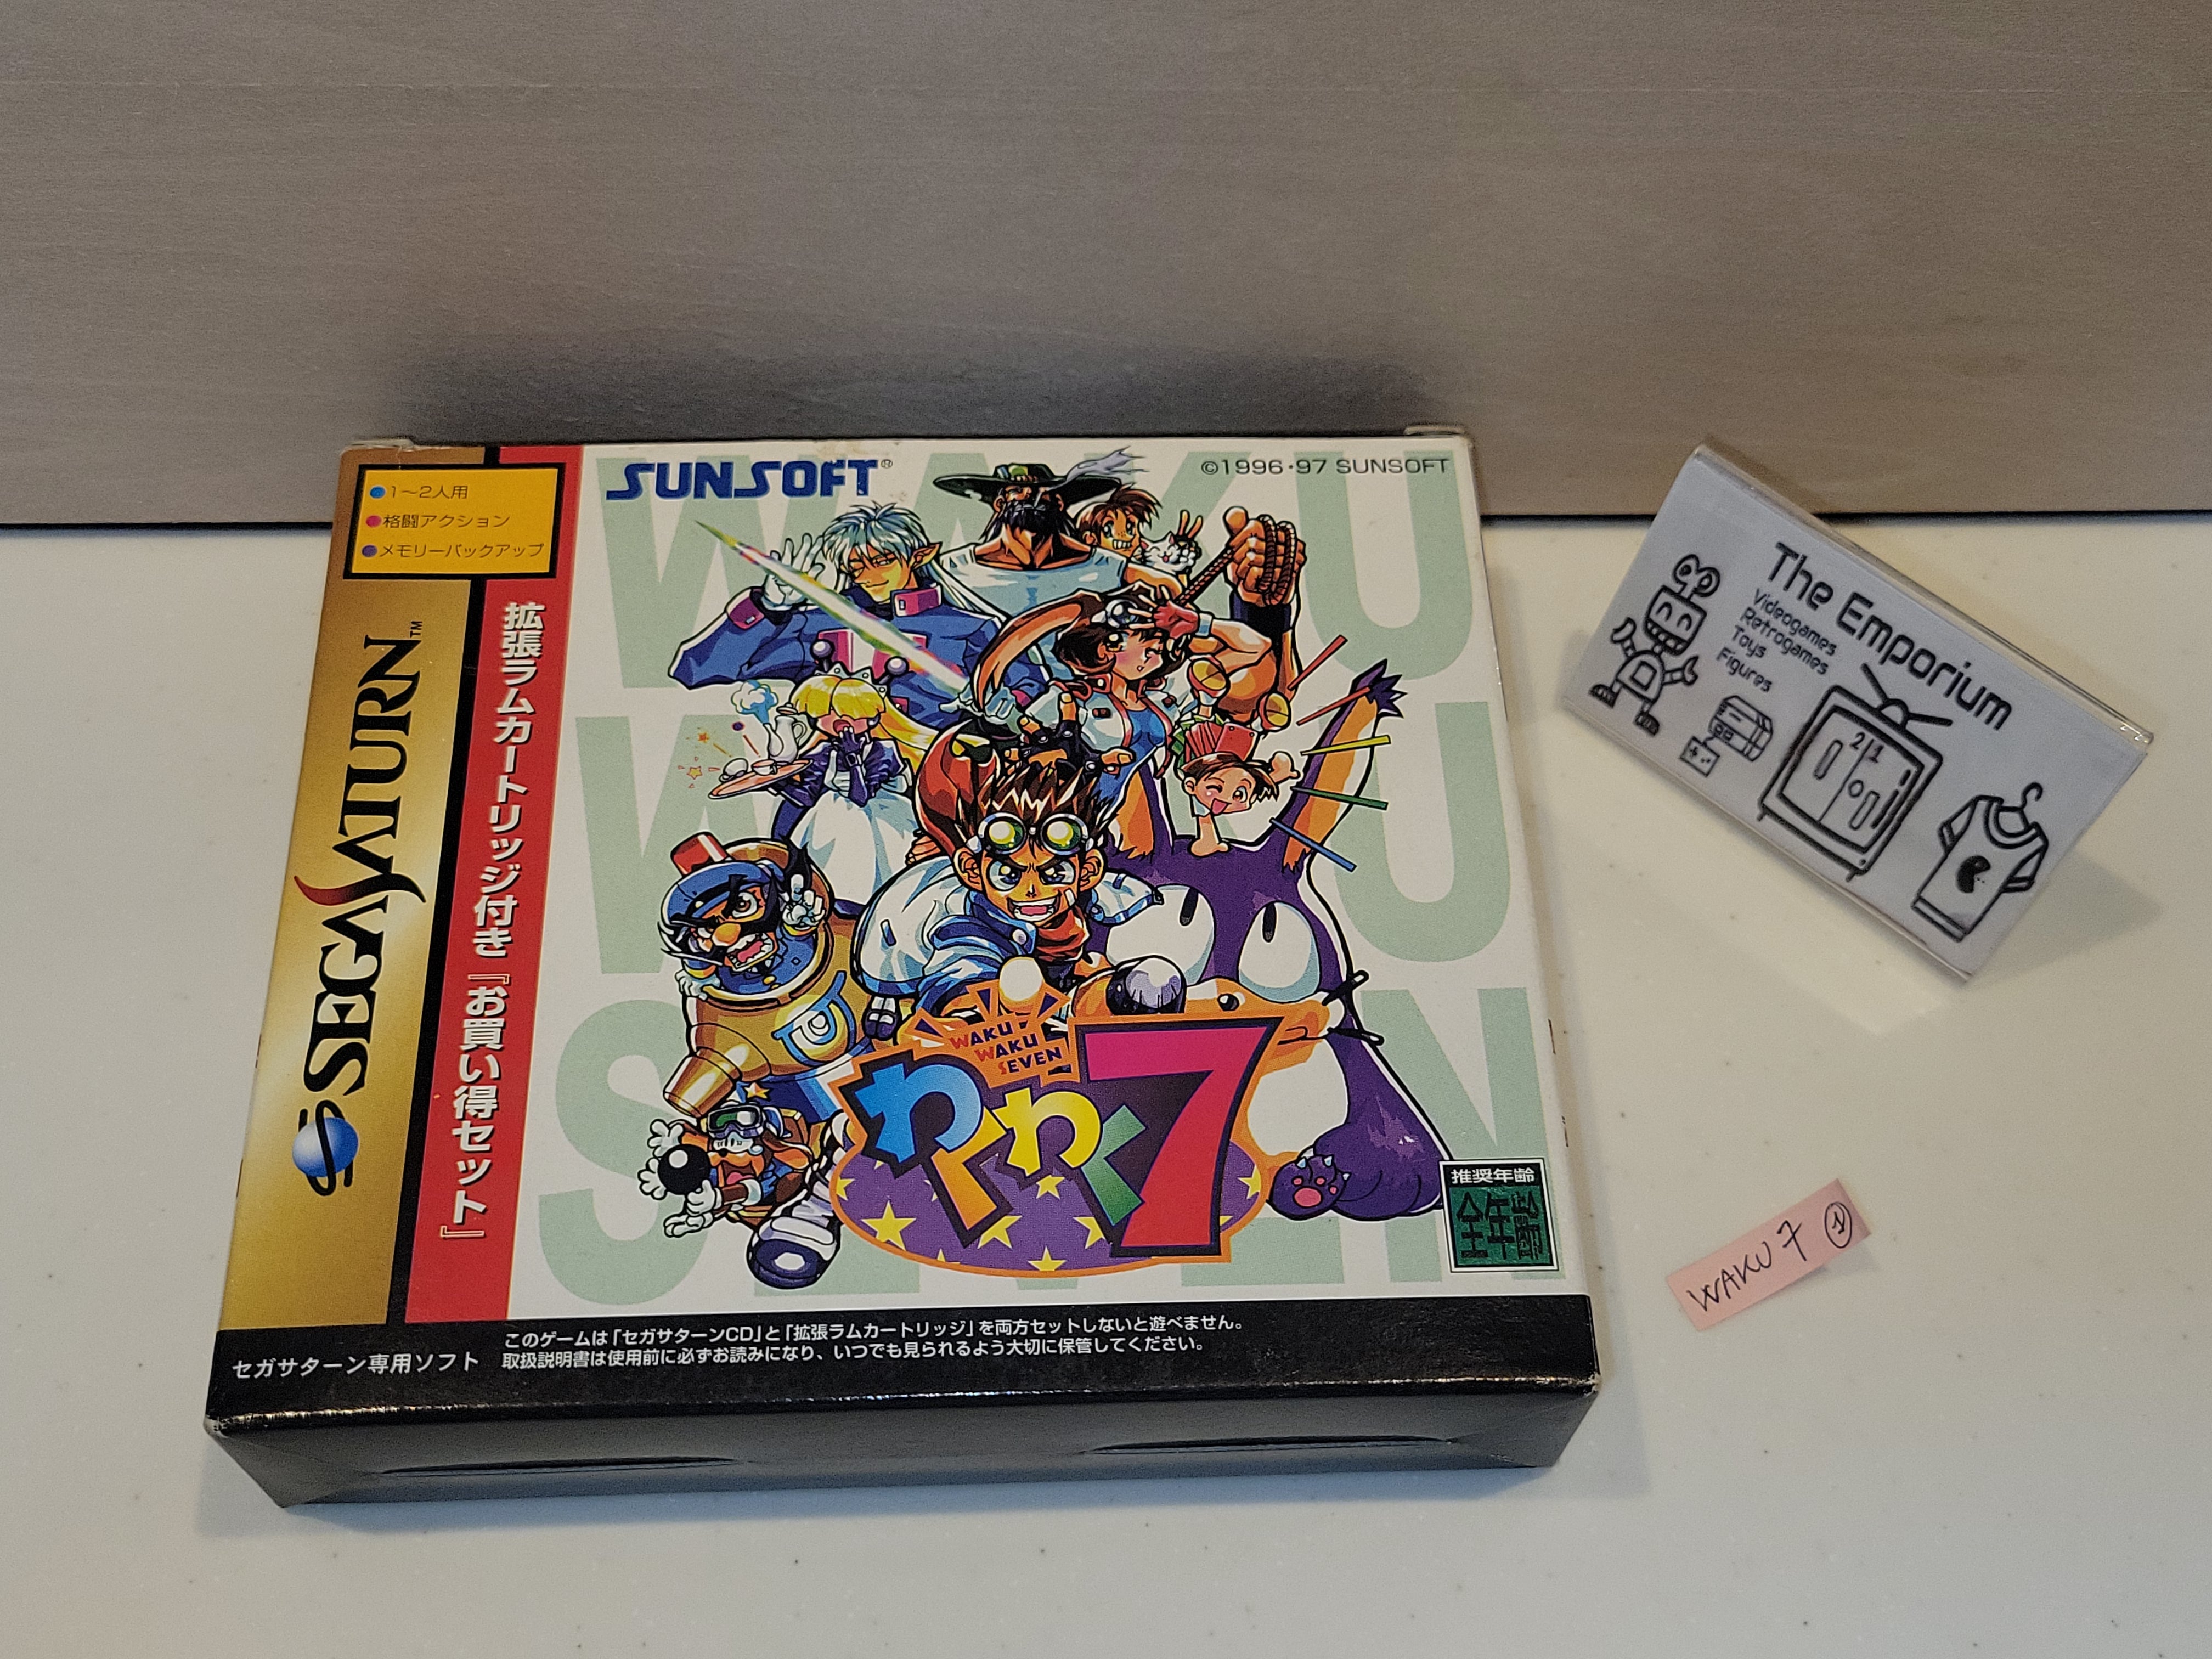 SUNSOFT®
©1996・97 SUNSOFT
●1〜2人用
●格闘アクション
●メモリーバックアップ
SEGA SATURN™
拡張ラムカートリッジ付き『お買い得セット』
WAKU
WAKU
SEVEN
WAKU
WAKU
SEVEN
わくわく7
P
推奨年齢
全年齢
セガサターン専用ソフト
このゲームは「セガサターンCD」と「拡張ラムカートリッジ」を両方セットしないと遊べません。
取扱説明書は使用前に必ずお読みになり、いつでも見られるよう大切に保管してください。
The Emporium
Videogames
Retrogames
Toys
Figures
21
WAKU 7